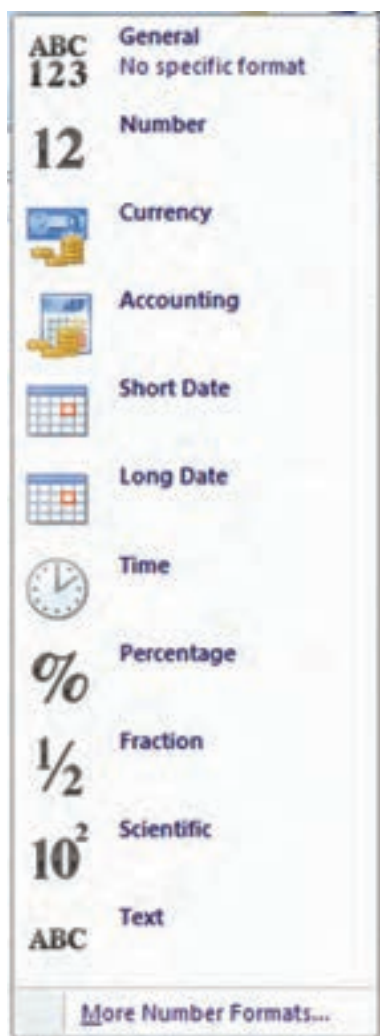 ABC
123
General
No specific format
12
Number
Currency
Accounting
Short Date
Long Date
Time
%
Percentage
1/2
Fraction
10²
Scientific
ABC
Text
More Number Formats...